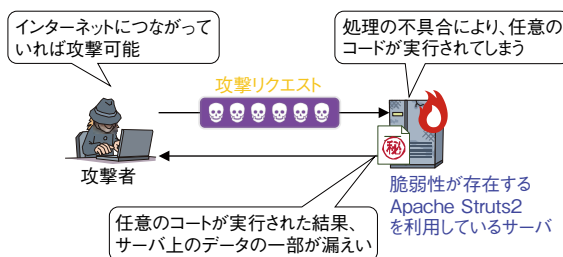 インターネットにつながって
いれば攻撃可能
処理の不具合により、任意の
コードが実行されてしまう
攻撃リクエスト
秘
攻撃者
脆弱性が存在する
Apache Struts2
を利用しているサーバ
任意のコートが実行された結果、
サーバ上のデータの一部が漏えい